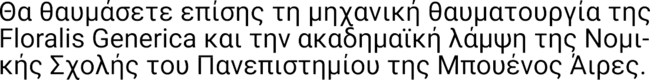 Θα θαυμάσετε επίσης τη μηχανική θαυματουργία της
Floralis Generica και την ακαδημαϊκή λάμψη της Νομι-
κής Σχολής του Πανεπιστημίου της Μπουένος Άιρες.